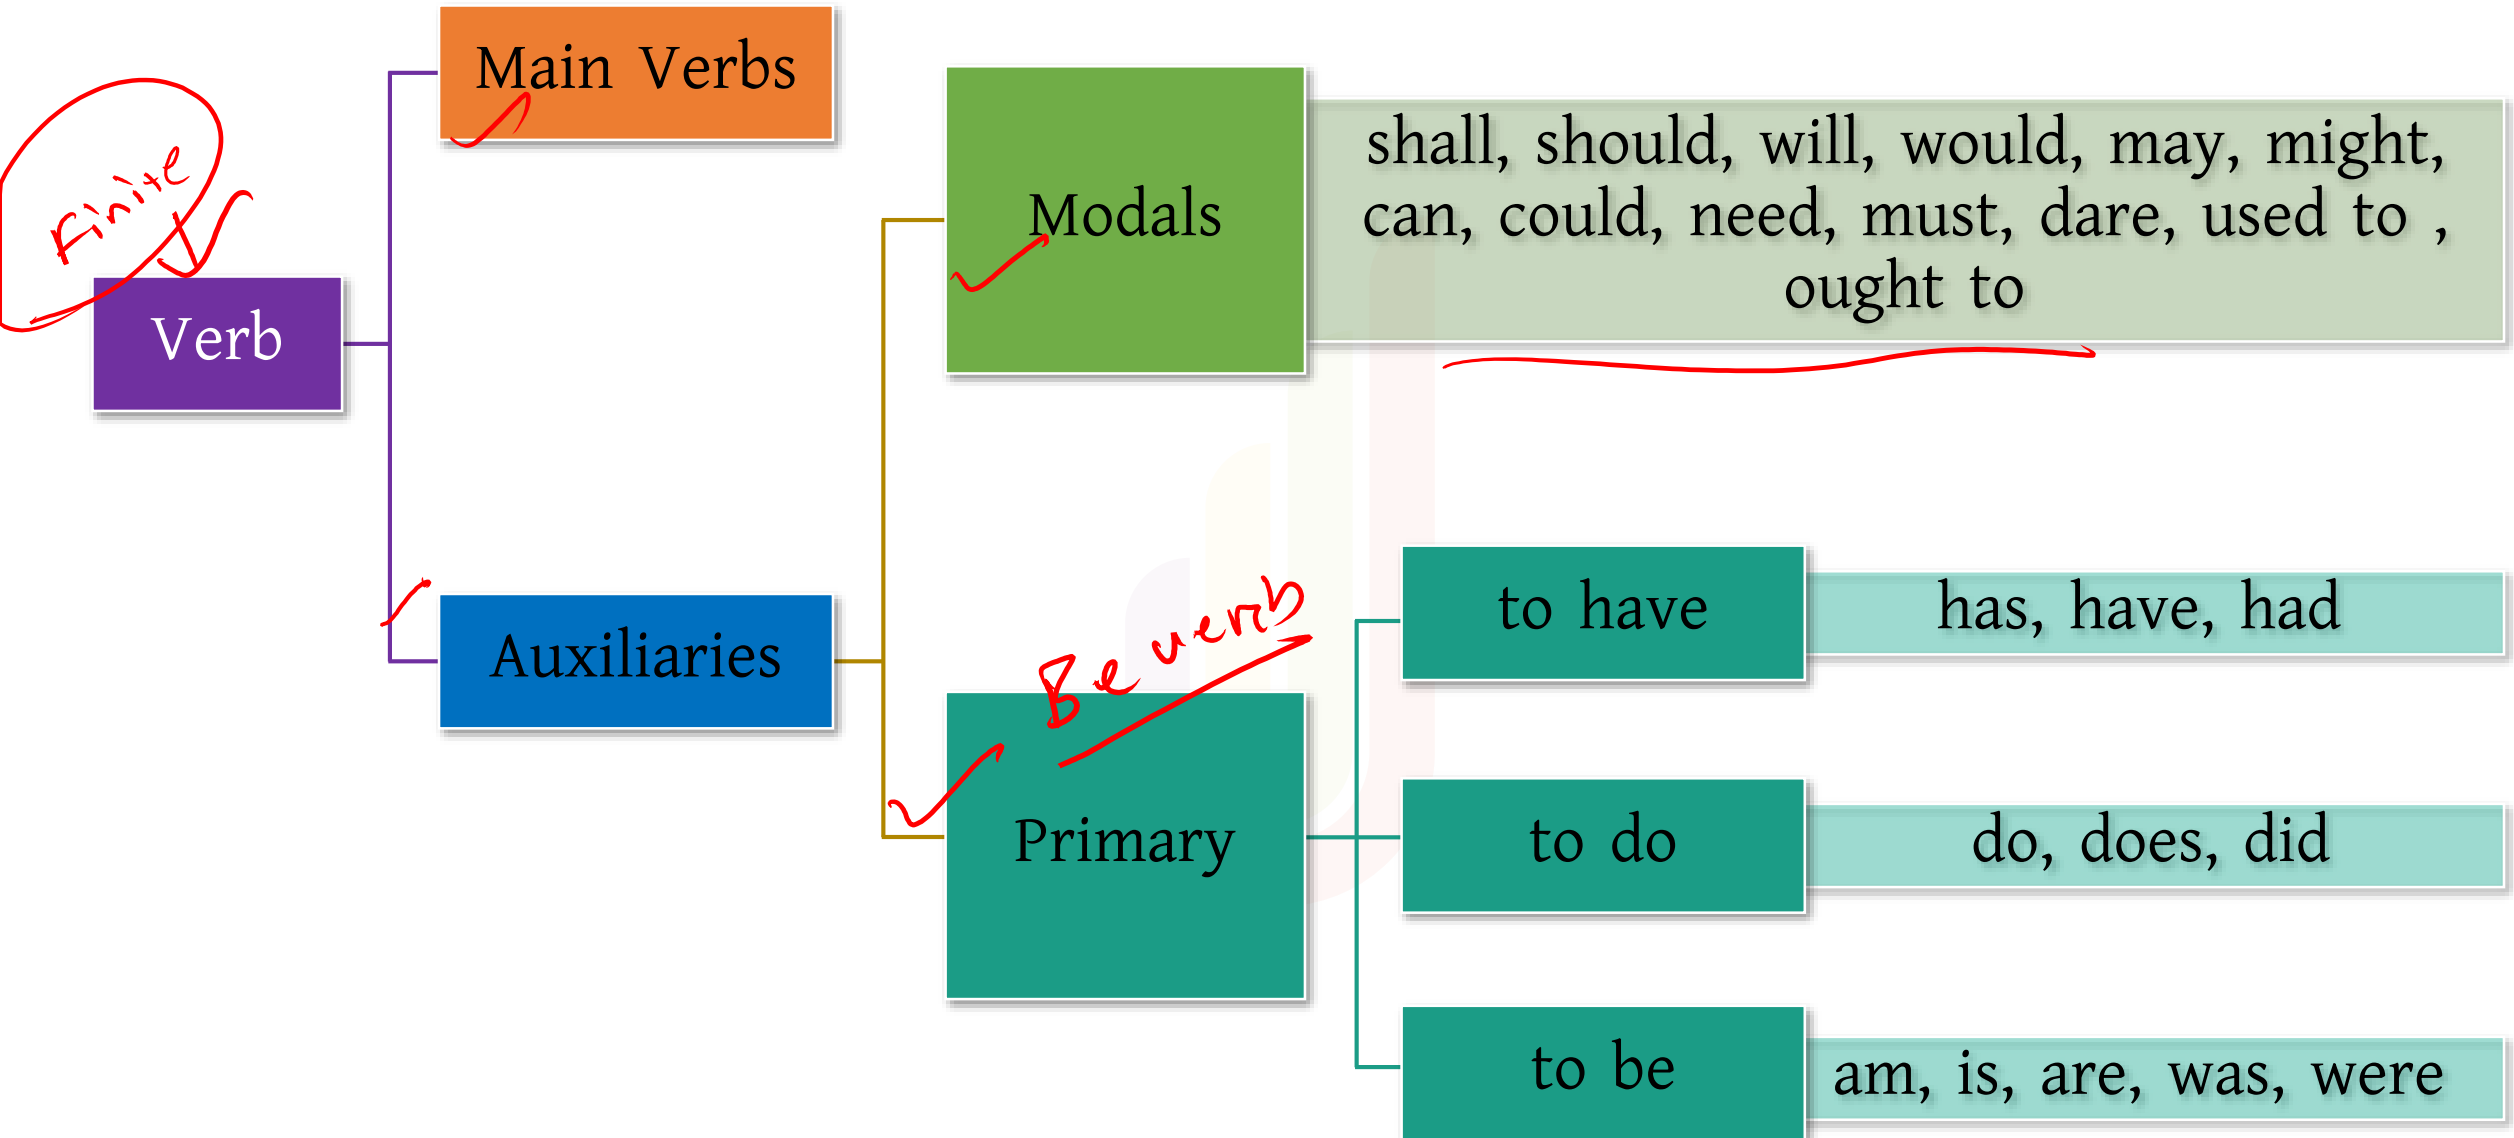 Main Verbs
Finite
Verb
Modals
shall, should, will, would, may, might,
can, could, need, must, dare, used to ,
ought to
Auxiliaries
Be verb
Primary
to have
has, have, had
to do
do, does, did
to be
am, is, are, was, were